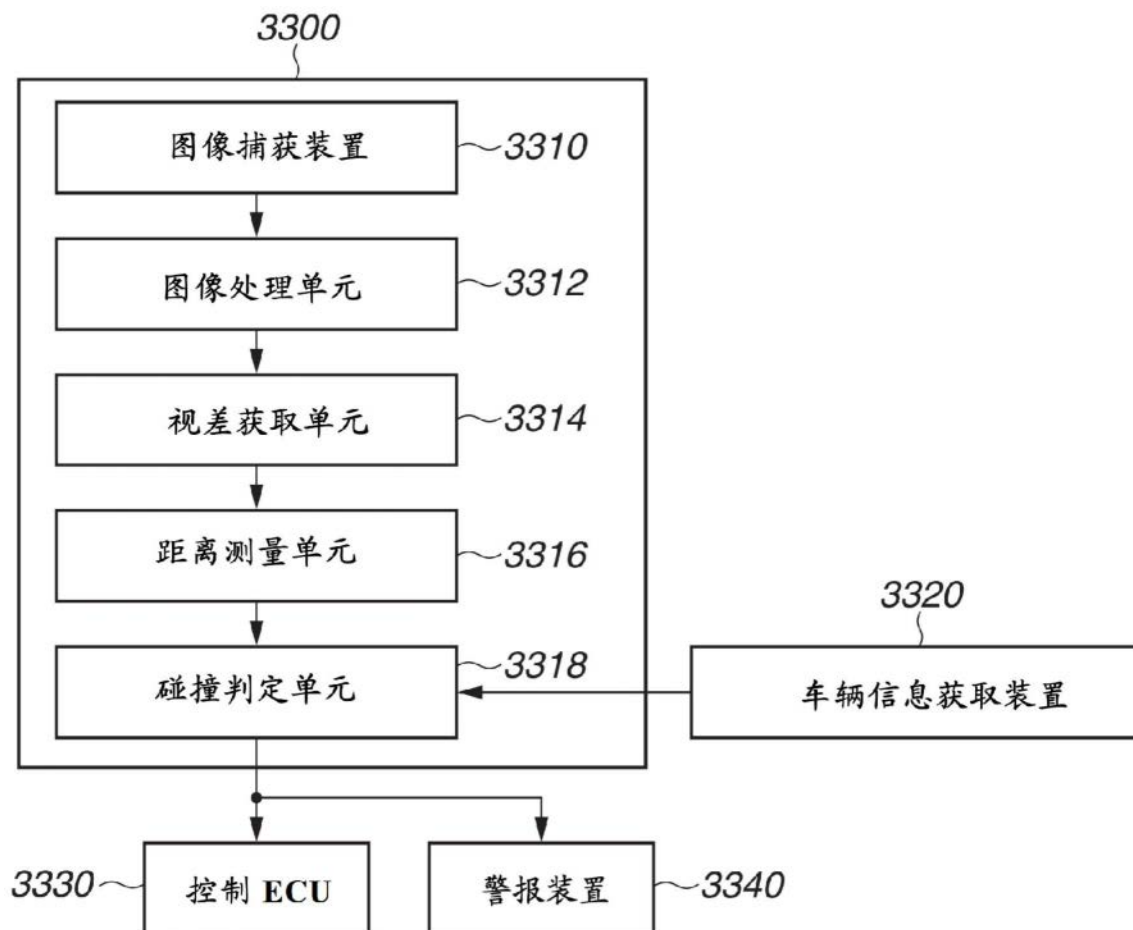 3300
图像捕获装置
3310
图像处理单元
3312
视差获取单元
3314
距离测量单元
3316
碰撞判定单元
3318
3320
车辆信息获取装置
3330
控制 ECU
警报装置
3340